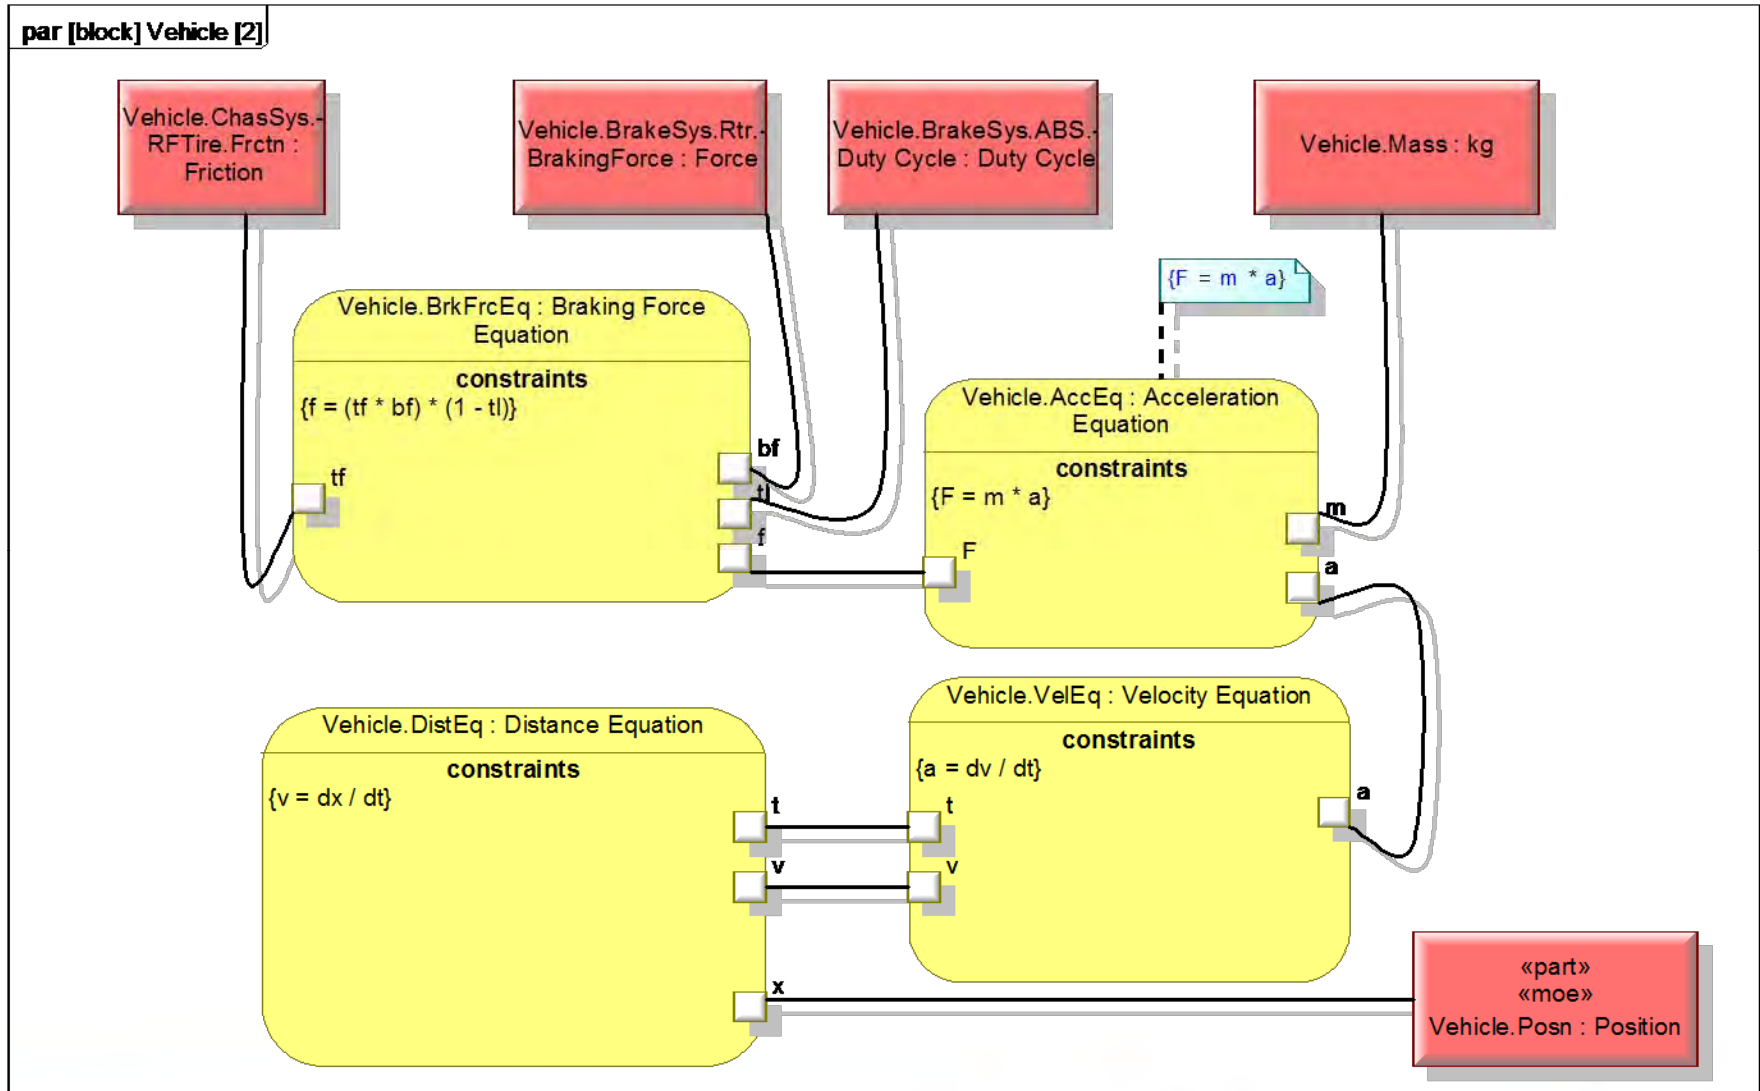 par [block] Vehicle [2]
Vehicle.ChasSys.-
RFTire.Frctn :
Friction
Vehicle.BrakeSys.Rtr.-
BrakingForce : Force
Vehicle.BrakeSys.ABS.-
Duty Cycle : Duty Cycle
Vehicle.Mass : kg
{F = m * a}
Vehicle.BrkFrcEq : Braking Force
Equation
constraints
{f = (tf * bf) * (1 - tl)}
tf
bf
tl
f
Vehicle.AccEq : Acceleration
Equation
constraints
{F = m * a}
F
m
a
Vehicle.DistEq : Distance Equation
constraints
{v = dx / dt}
t
v
x
Vehicle.VelEq : Velocity Equation
constraints
{a = dv / dt}
t
v
a
«part»
«moe»
Vehicle.Posn : Position